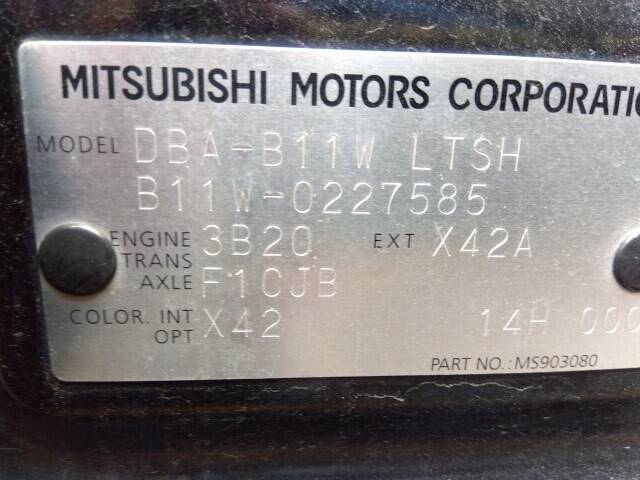 MITSUBISHI MOTORS CORPORATIO
MODEL DBA-B11W LTSH
B11W-0227585
ENGINE 3B20 EXT X42A
TRANS
AXLE F1CJB
COLOR. INT X42 14H 000
OPT
PART NO.: MS903080